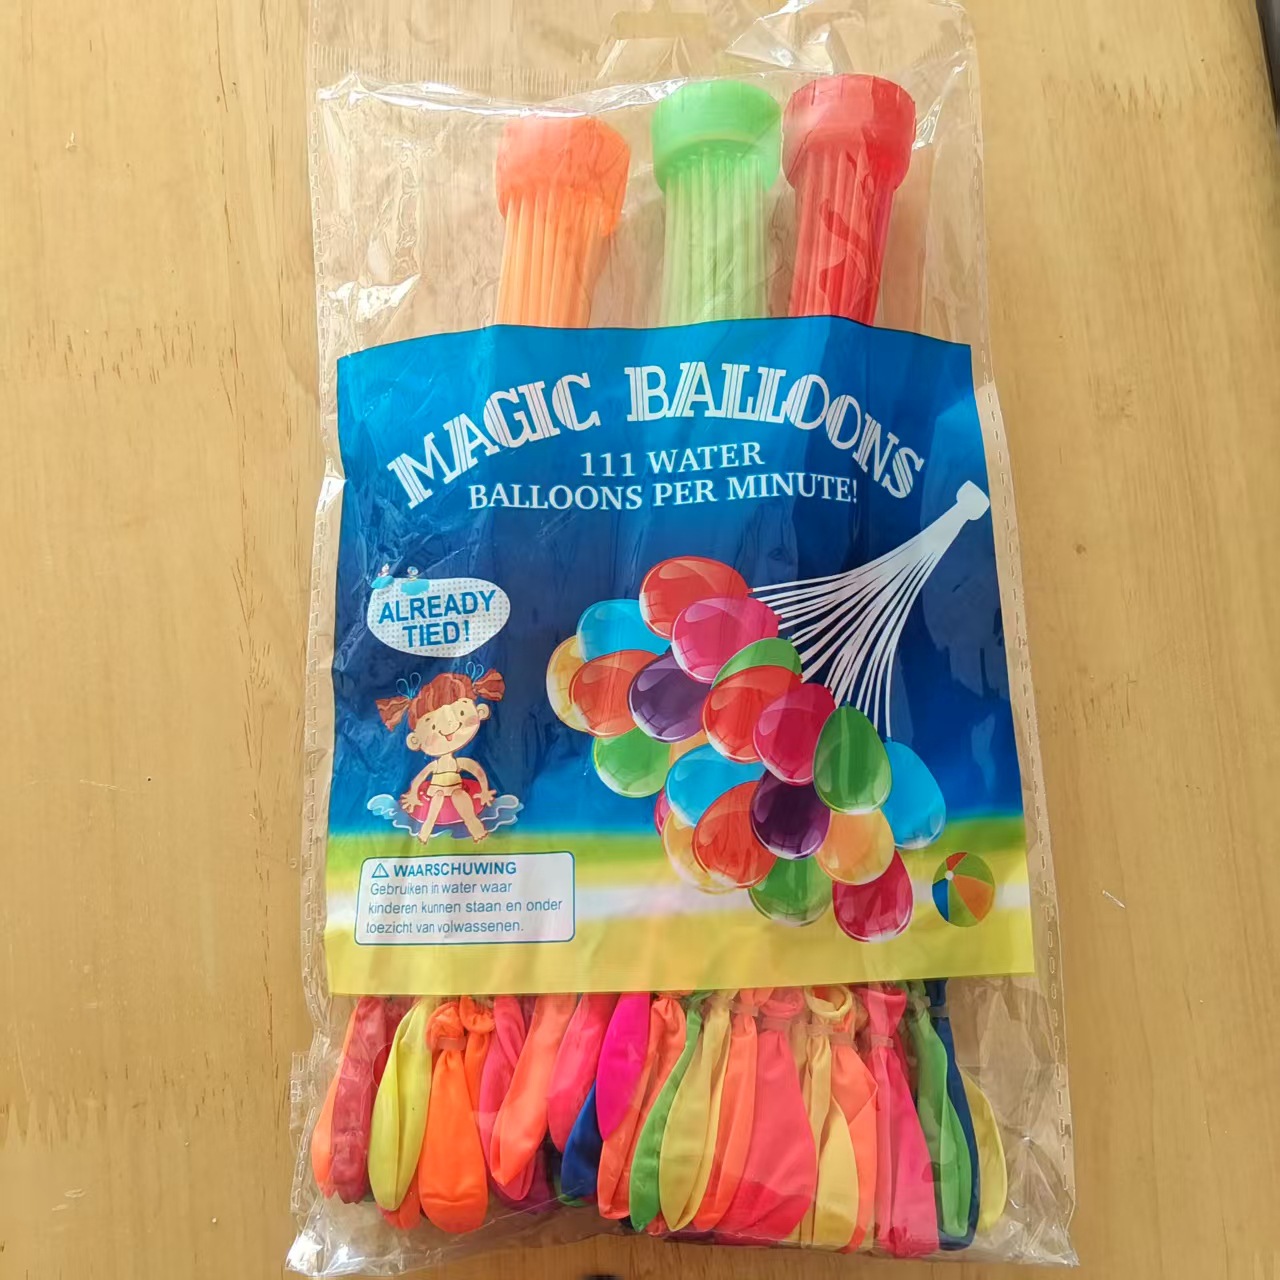 MAGIC BALLOONS
111 WATER
BALLOONS PER MINUTE!
ALREADY
TIED!
WAARSCHUWING
Gebruiken in water waar
kinderen kunnen staan en onder
toezicht van volwassenen.